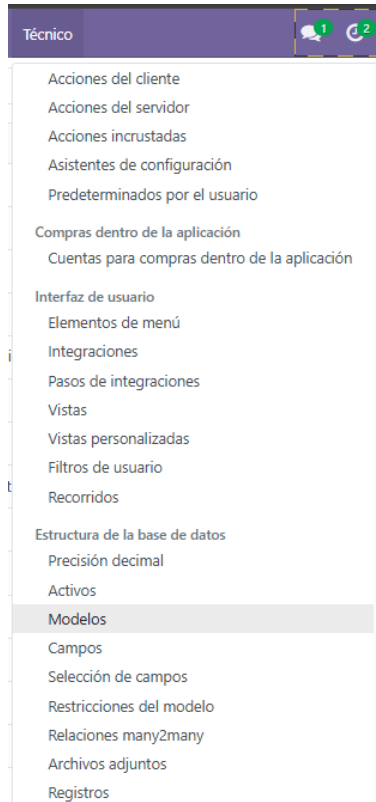 Técnico
1
2
Acciones del cliente
Acciones del servidor
Acciones incrustadas
Asistentes de configuración
Predeterminados por el usuario
Compras dentro de la aplicación
Cuentas para compras dentro de la aplicación
Interfaz de usuario
Elementos de menú
Integraciones
Pasos de integraciones
Vistas
Vistas personalizadas
Filtros de usuario
Recorridos
Estructura de la base de datos
Precisión decimal
Activos
Modelos
Campos
Selección de campos
Restricciones del modelo
Relaciones many2many
Archivos adjuntos
Registros